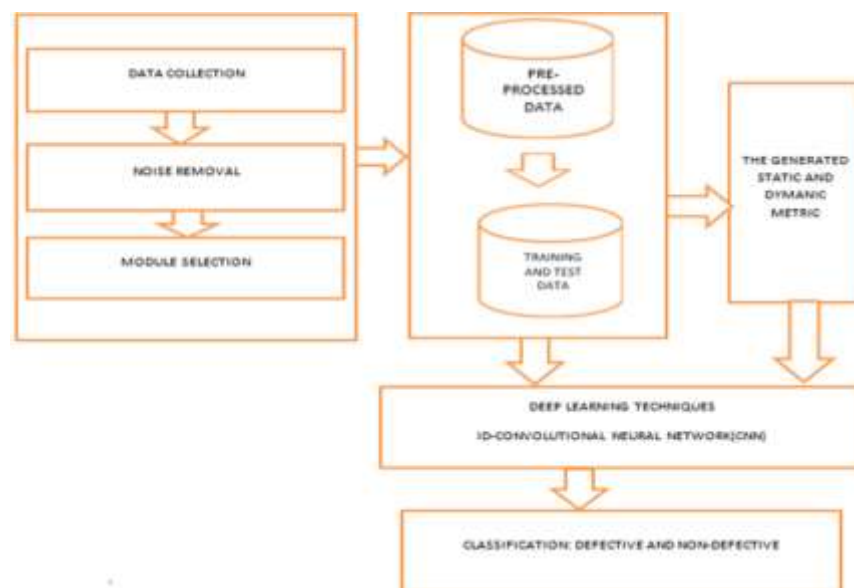 DATA COLLECTION
NOISE REMOVAL
MODULE SELECTION
PRE-
PROCESSED
DATA
TRAINING
AND TEST
DATA
THE GENERATED
STATIC AND
DYMANIC
METRIC
DEEP LEARNING TECHNIQUES
ID-CONVOLUTIONAL NEURAL NETWORK(CNN)
CLASSIFICATION: DEFECTIVE AND NON-DEFECTIVE